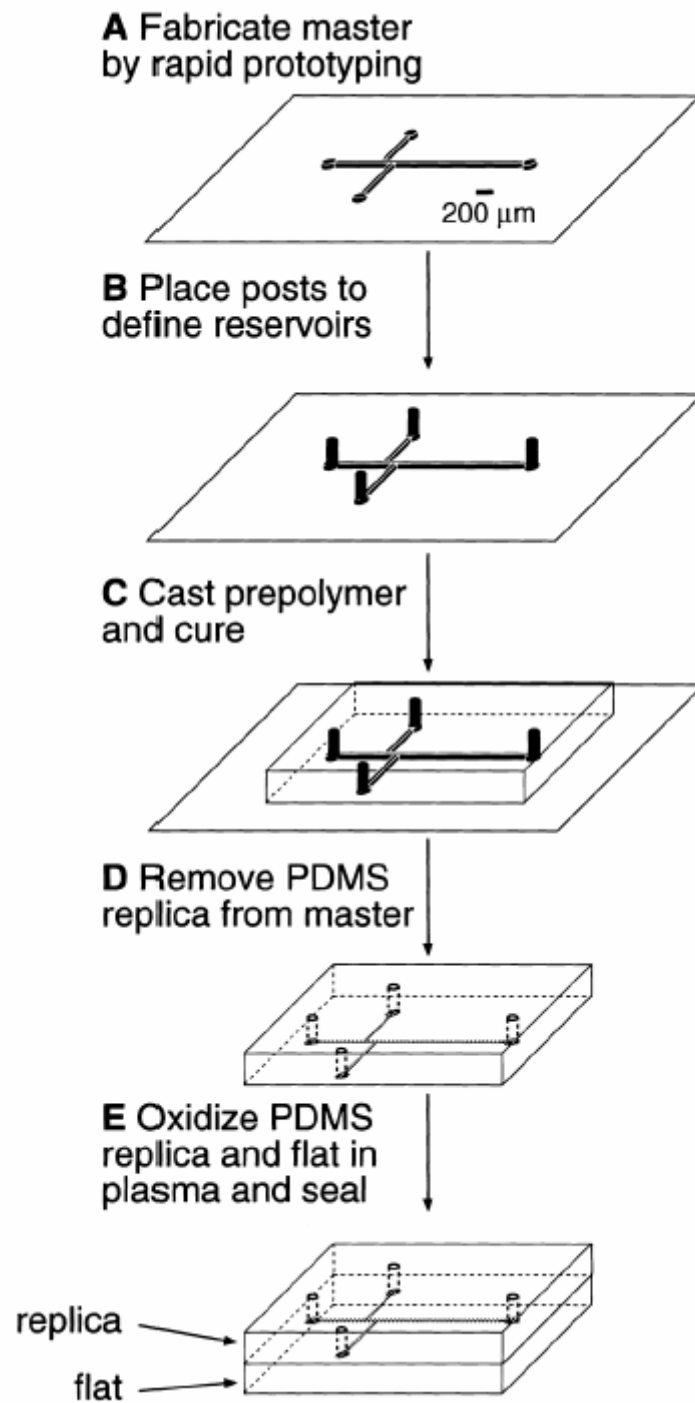 A Fabricate master
by rapid prototyping
200 μm
B Place posts to
define reservoirs
C Cast prepolymer
and cure
D Remove PDMS
replica from master
E Oxidize PDMS
replica and flat in
plasma and seal
replica
flat